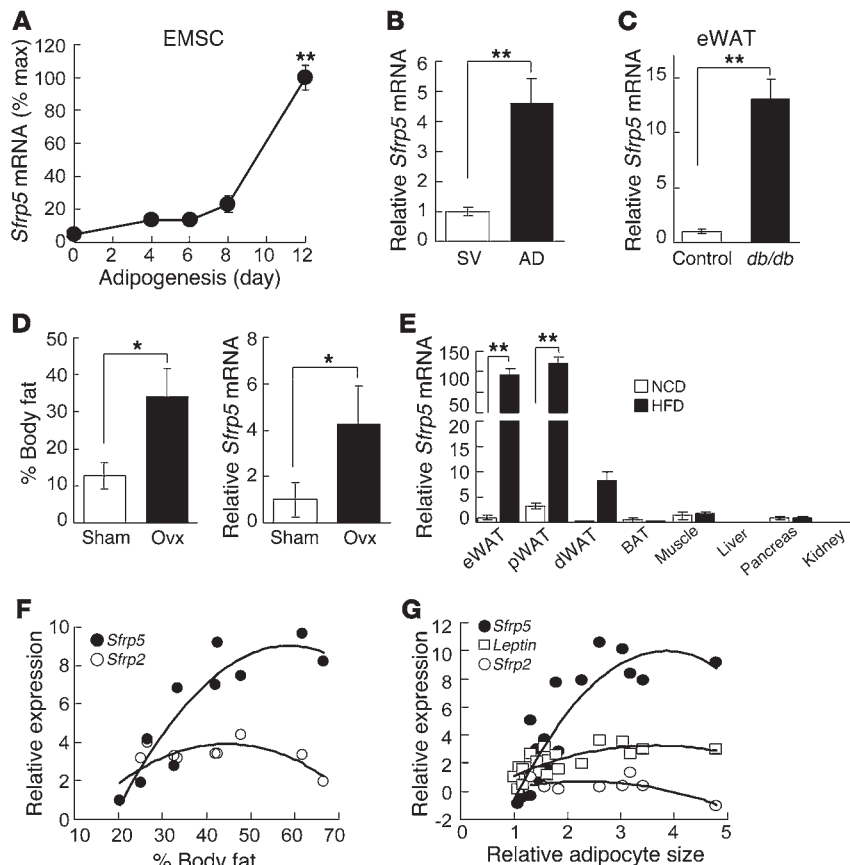 A
EMSC
Sfrp5 mRNA (% max)
120
100
80
60
40
20
0
**
0 2 4 6 8 10 12
Adipogenesis (day)
B
Relative Sfrp5 mRNA
6
5
4
3
2
1
0
**
SV AD
C
eWAT
Relative Sfrp5 mRNA
15
10
5
0
**
Control db/db
D
% Body fat
50
40
30
20
10
0
*
Sham Ovx
Relative Sfrp5 mRNA
8
6
4
2
0
*
Sham Ovx
E
Relative Sfrp5 mRNA
150
100
50
20
15
10
5
0
** **
NCD
HFD
eWAT pWAT dWAT BAT Muscle Liver Pancreas Kidney
F
Relative expression
10
8
6
4
2
0
Sfrp5
Sfrp2
10 20 30 40 50 60 70
% Body fat
G
Relative expression
12
10
8
6
4
2
0
-2
Sfrp5
Leptin
Sfrp2
0 1 2 3 4 5
Relative adipocyte size